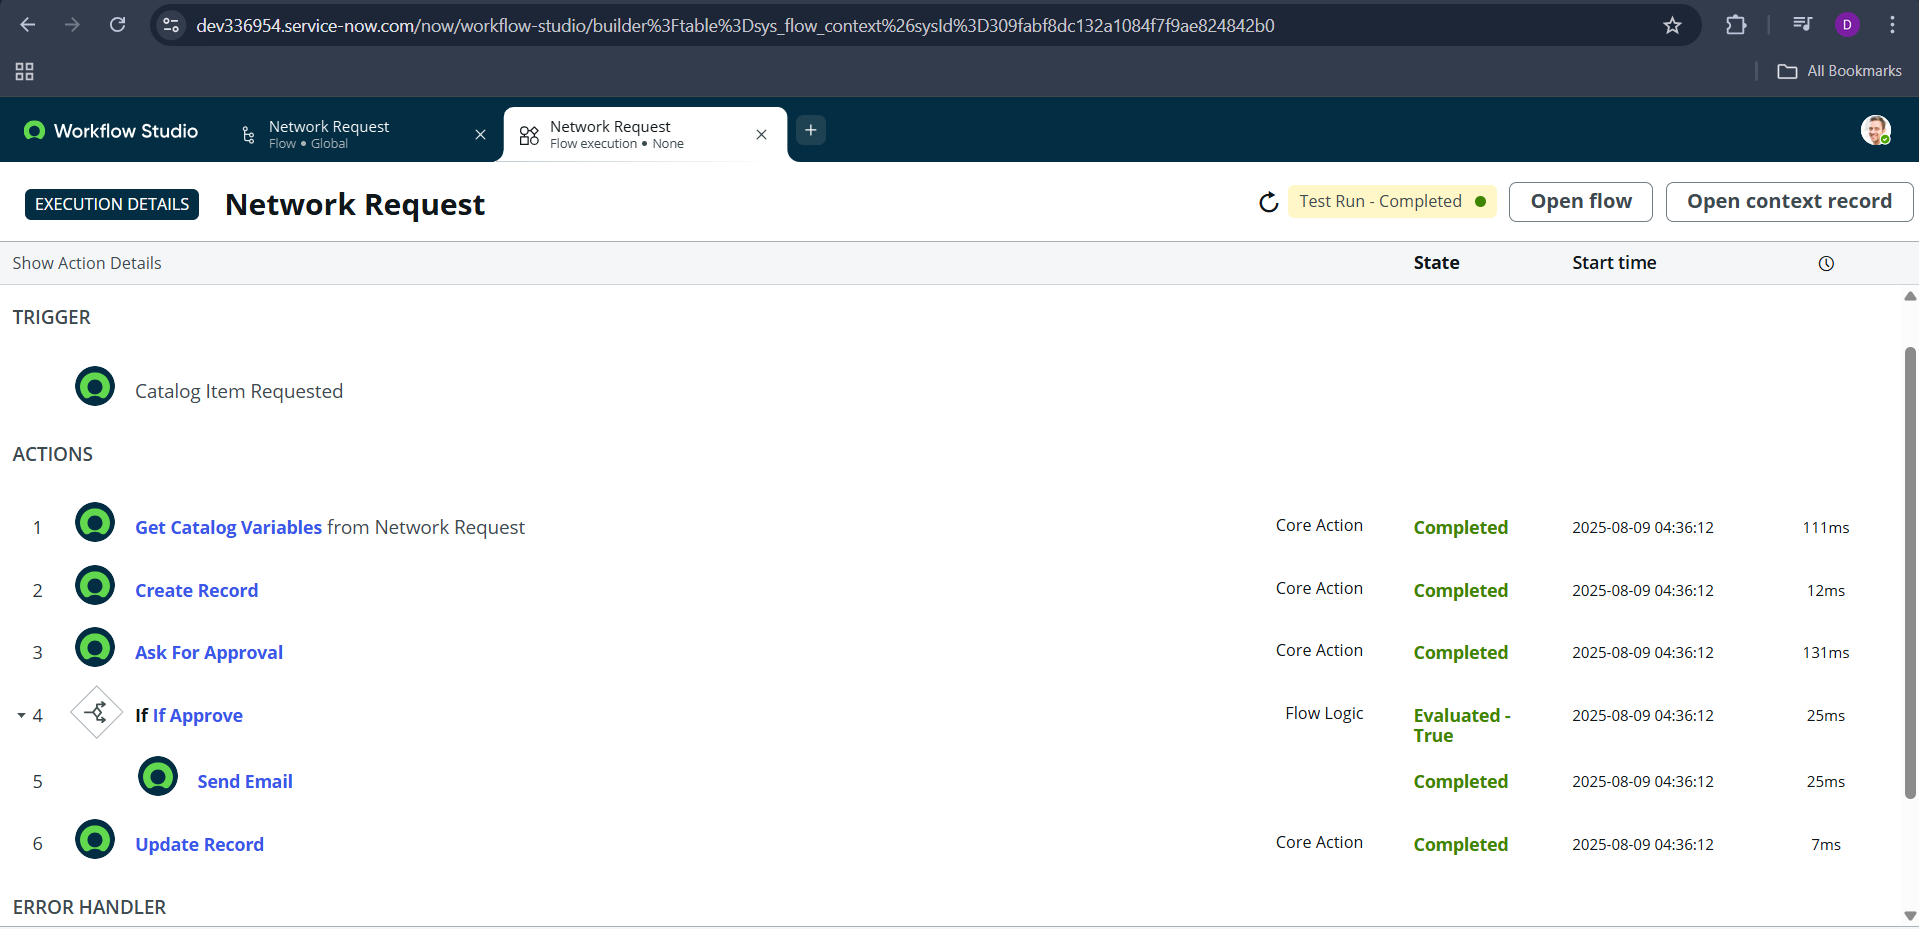 dev336954.service-now.com/now/workflow-studio/builder%3Ftable%3Dsys_flow_context%26sysId%3D309fabf8dc132a1084f7f9ae824842b0
D
All Bookmarks
Workflow Studio
Network Request
Flow • Global
Network Request
Flow execution • None
EXECUTION DETAILS
Network Request
Test Run - Completed
Open flow
Open context record
Show Action Details
State
Start time
TRIGGER
Catalog Item Requested
ACTIONS
1 Get Catalog Variables from Network Request Core Action Completed 2025-08-09 04:36:12 111ms
2 Create Record Core Action Completed 2025-08-09 04:36:12 12ms
3 Ask For Approval Core Action Completed 2025-08-09 04:36:12 131ms
4 If If Approve Flow Logic Evaluated - True 2025-08-09 04:36:12 25ms
5 Send Email Completed 2025-08-09 04:36:12 25ms
6 Update Record Core Action Completed 2025-08-09 04:36:12 7ms
ERROR HANDLER